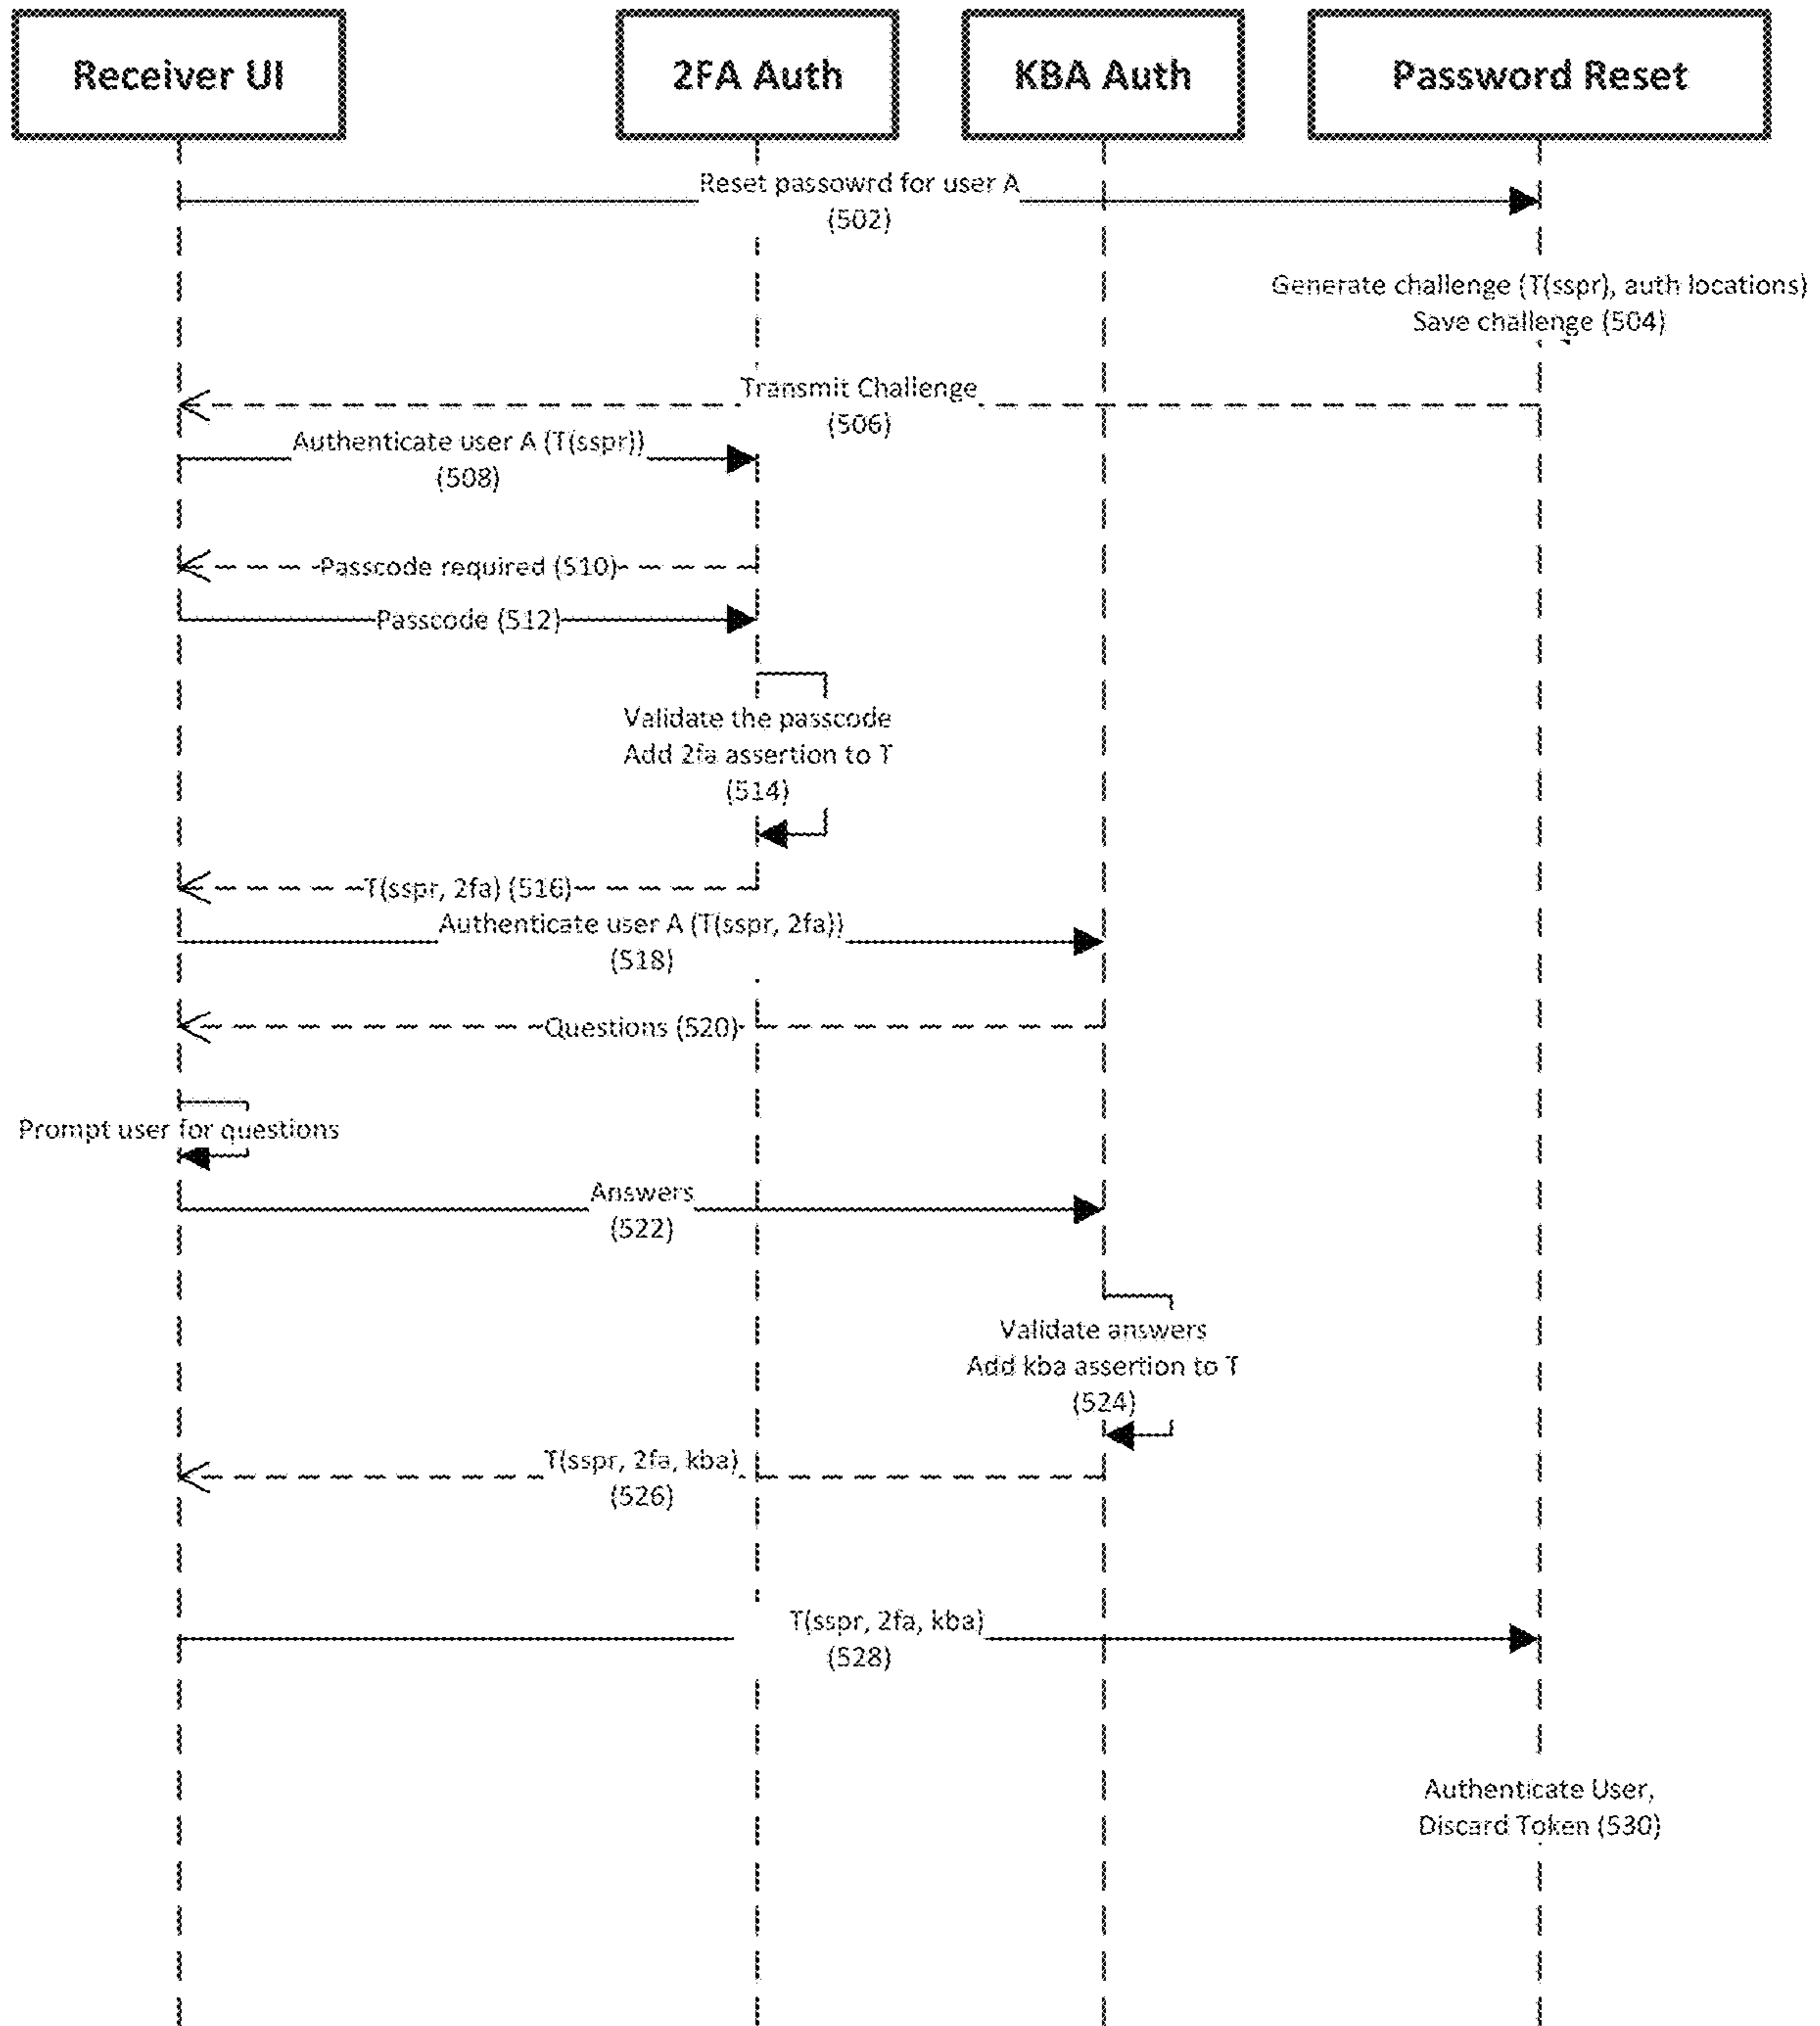 Receiver UI
2FA Auth
KBA Auth
Password Reset
Reset passowrd for user A
(502)
Generate challenge (T(sspr), auth locations)
Save challenge (504)
Transmit Challenge
(506)
Authenticate user A (T(sspr))
(508)
Passcode required (510)
Passcode (512)
Validate the passcode
Add 2fa assertion to T
(514)
T(sspr, 2fa) (516)
Authenticate user A (T(sspr, 2fa))
(518)
Questions (520)
Prompt user for questions
Answers
(522)
Validate answers
Add kba assertion to T
(524)
T(sspr, 2fa, kba)
(526)
T(sspr, 2fa, kba)
(528)
Authenticate User,
Discard Token (530)